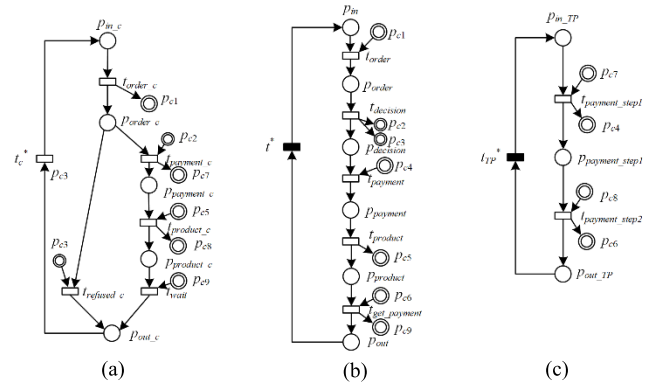 p_in_c
t_order_c
p_c1
p_order_c
p_c2
t_c*
p_c3
t_payment_c
p_c7
p_payment_c
p_c5
t_product_c
p_c3
p_c8
p_product_c
p_c9
t_refused_c
t_wait
p_out_c
(a)
p_in
p_c1
t_order
p_order
t_decision
p_c2
p_c3
t*
p_decision
p_c4
t_payment
p_payment
t_product
p_c5
p_product
p_c6
t_get_payment
p_c9
p_out
(b)
p_in_TP
p_c7
t_payment_step1
p_c4
t_TP*
p_payment_step1
p_c8
t_payment_step2
p_c6
p_out_TP
(c)